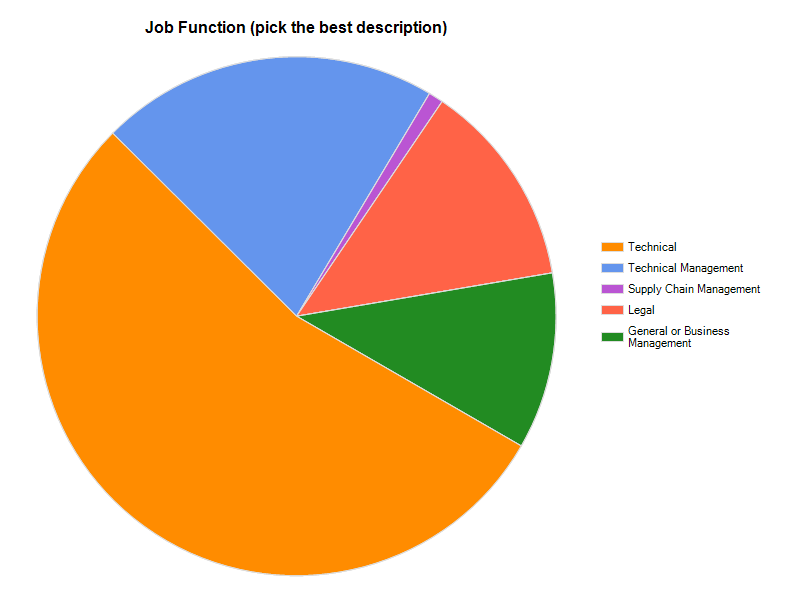 Job Function (pick the best description)
Technical
Technical Management
Supply Chain Management
Legal
General or Business
Management